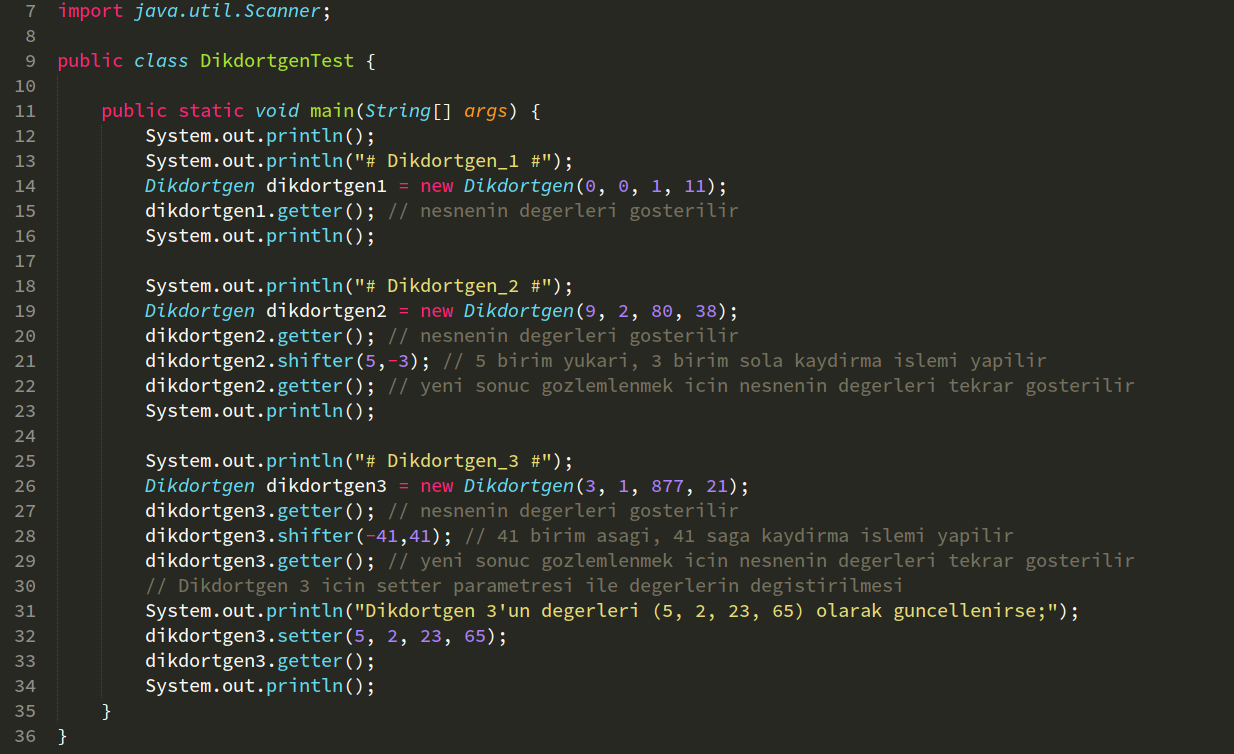 7 import java.util.Scanner;
8
9 public class DikdortgenTest {
10
11     public static void main(String[] args) {
12         System.out.println();
13         System.out.println("# Dikdortgen_1 #");
14         Dikdortgen dikdortgen1 = new Dikdortgen(0, 0, 1, 11);
15         dikdortgen1.getter(); // nesnenin degerleri gosterilir
16         System.out.println();
17
18         System.out.println("# Dikdortgen_2 #");
19         Dikdortgen dikdortgen2 = new Dikdortgen(9, 2, 80, 38);
20         dikdortgen2.getter(); // nesnenin degerleri gosterilir
21         dikdortgen2.shifter(5,-3); // 5 birim yukari, 3 birim sola kaydirma islemi yapilir
22         dikdortgen2.getter(); // yeni sonuc gozlemlenmek icin nesnenin degerleri tekrar gosterilir
23         System.out.println();
24
25         System.out.println("# Dikdortgen_3 #");
26         Dikdortgen dikdortgen3 = new Dikdortgen(3, 1, 877, 21);
27         dikdortgen3.getter(); // nesnenin degerleri gosterilir
28         dikdortgen3.shifter(-41,41); // 41 birim asagi, 41 saga kaydirma islemi yapilir
29         dikdortgen3.getter(); // yeni sonuc gozlemlenmek icin nesnenin degerleri tekrar gosterilir
30         // Dikdortgen 3 icin setter parametresi ile degerlerin degistirilmesi
31         System.out.println("Dikdortgen 3'un degerleri (5, 2, 23, 65) olarak guncellenirse;");
32         dikdortgen3.setter(5, 2, 23, 65);
33         dikdortgen3.getter();
34         System.out.println();
35     }
36 }